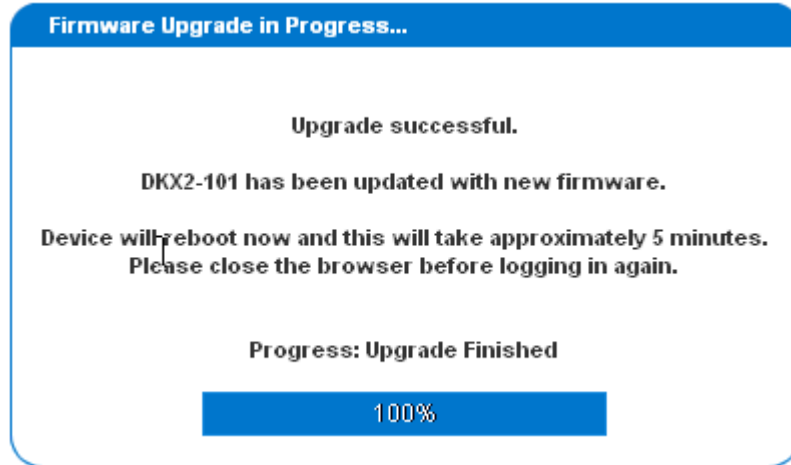 Firmware Upgrade in Progress...
Upgrade successful.
DKX2-101 has been updated with new firmware.
Device will reboot now and this will take approximately 5 minutes.
Please close the browser before logging in again.
Progress: Upgrade Finished
100%